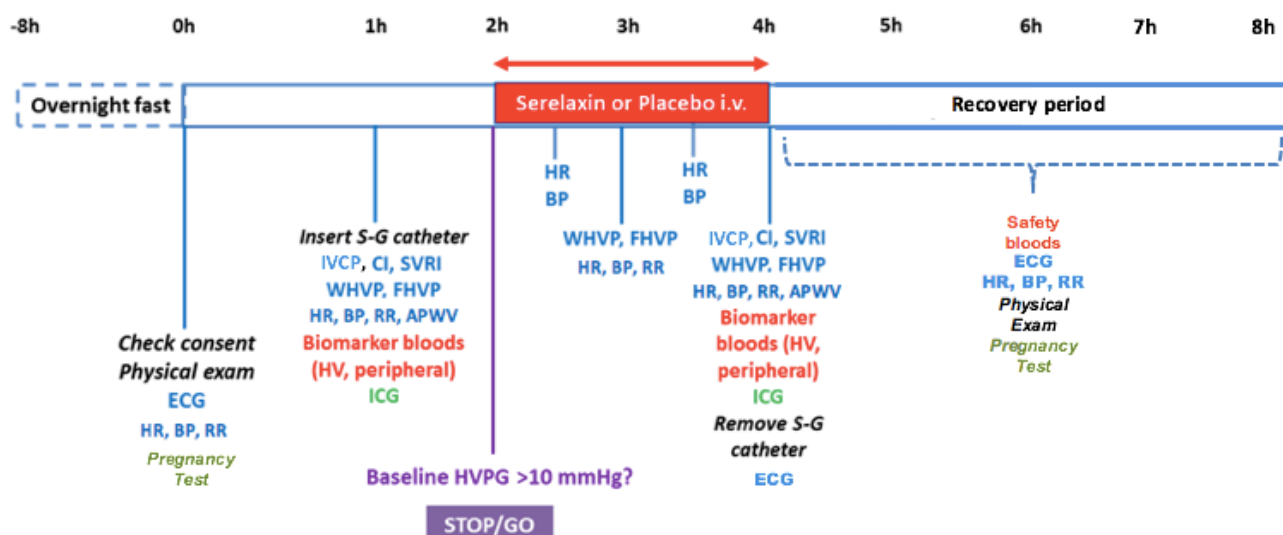 -8h 0h 1h 2h 3h 4h 5h 6h 7h 8h
Overnight fast
Serelaxin or Placebo i.v.
Recovery period
Check consent
Physical exam
ECG
HR, BP, RR
Pregnancy
Test
Insert S-G catheter
IVCP, CI, SVRI
WHVP, FHVP
HR, BP, RR, APWV
Biomarker bloods
(HV, peripheral)
ICG
Baseline HVPG >10 mmHg?
STOP/GO
HR
BP
WHVP, FHVP
HR, BP, RR
HR
BP
IVCP, CI, SVRI
WHVP. FHVP
HR, BP, RR, APWV
Biomarker
bloods (HV,
peripheral)
ICG
Remove S-G
catheter
ECG
Safety
bloods
ECG
HR, BP, RR
Physical
Exam
Pregnancy
Test